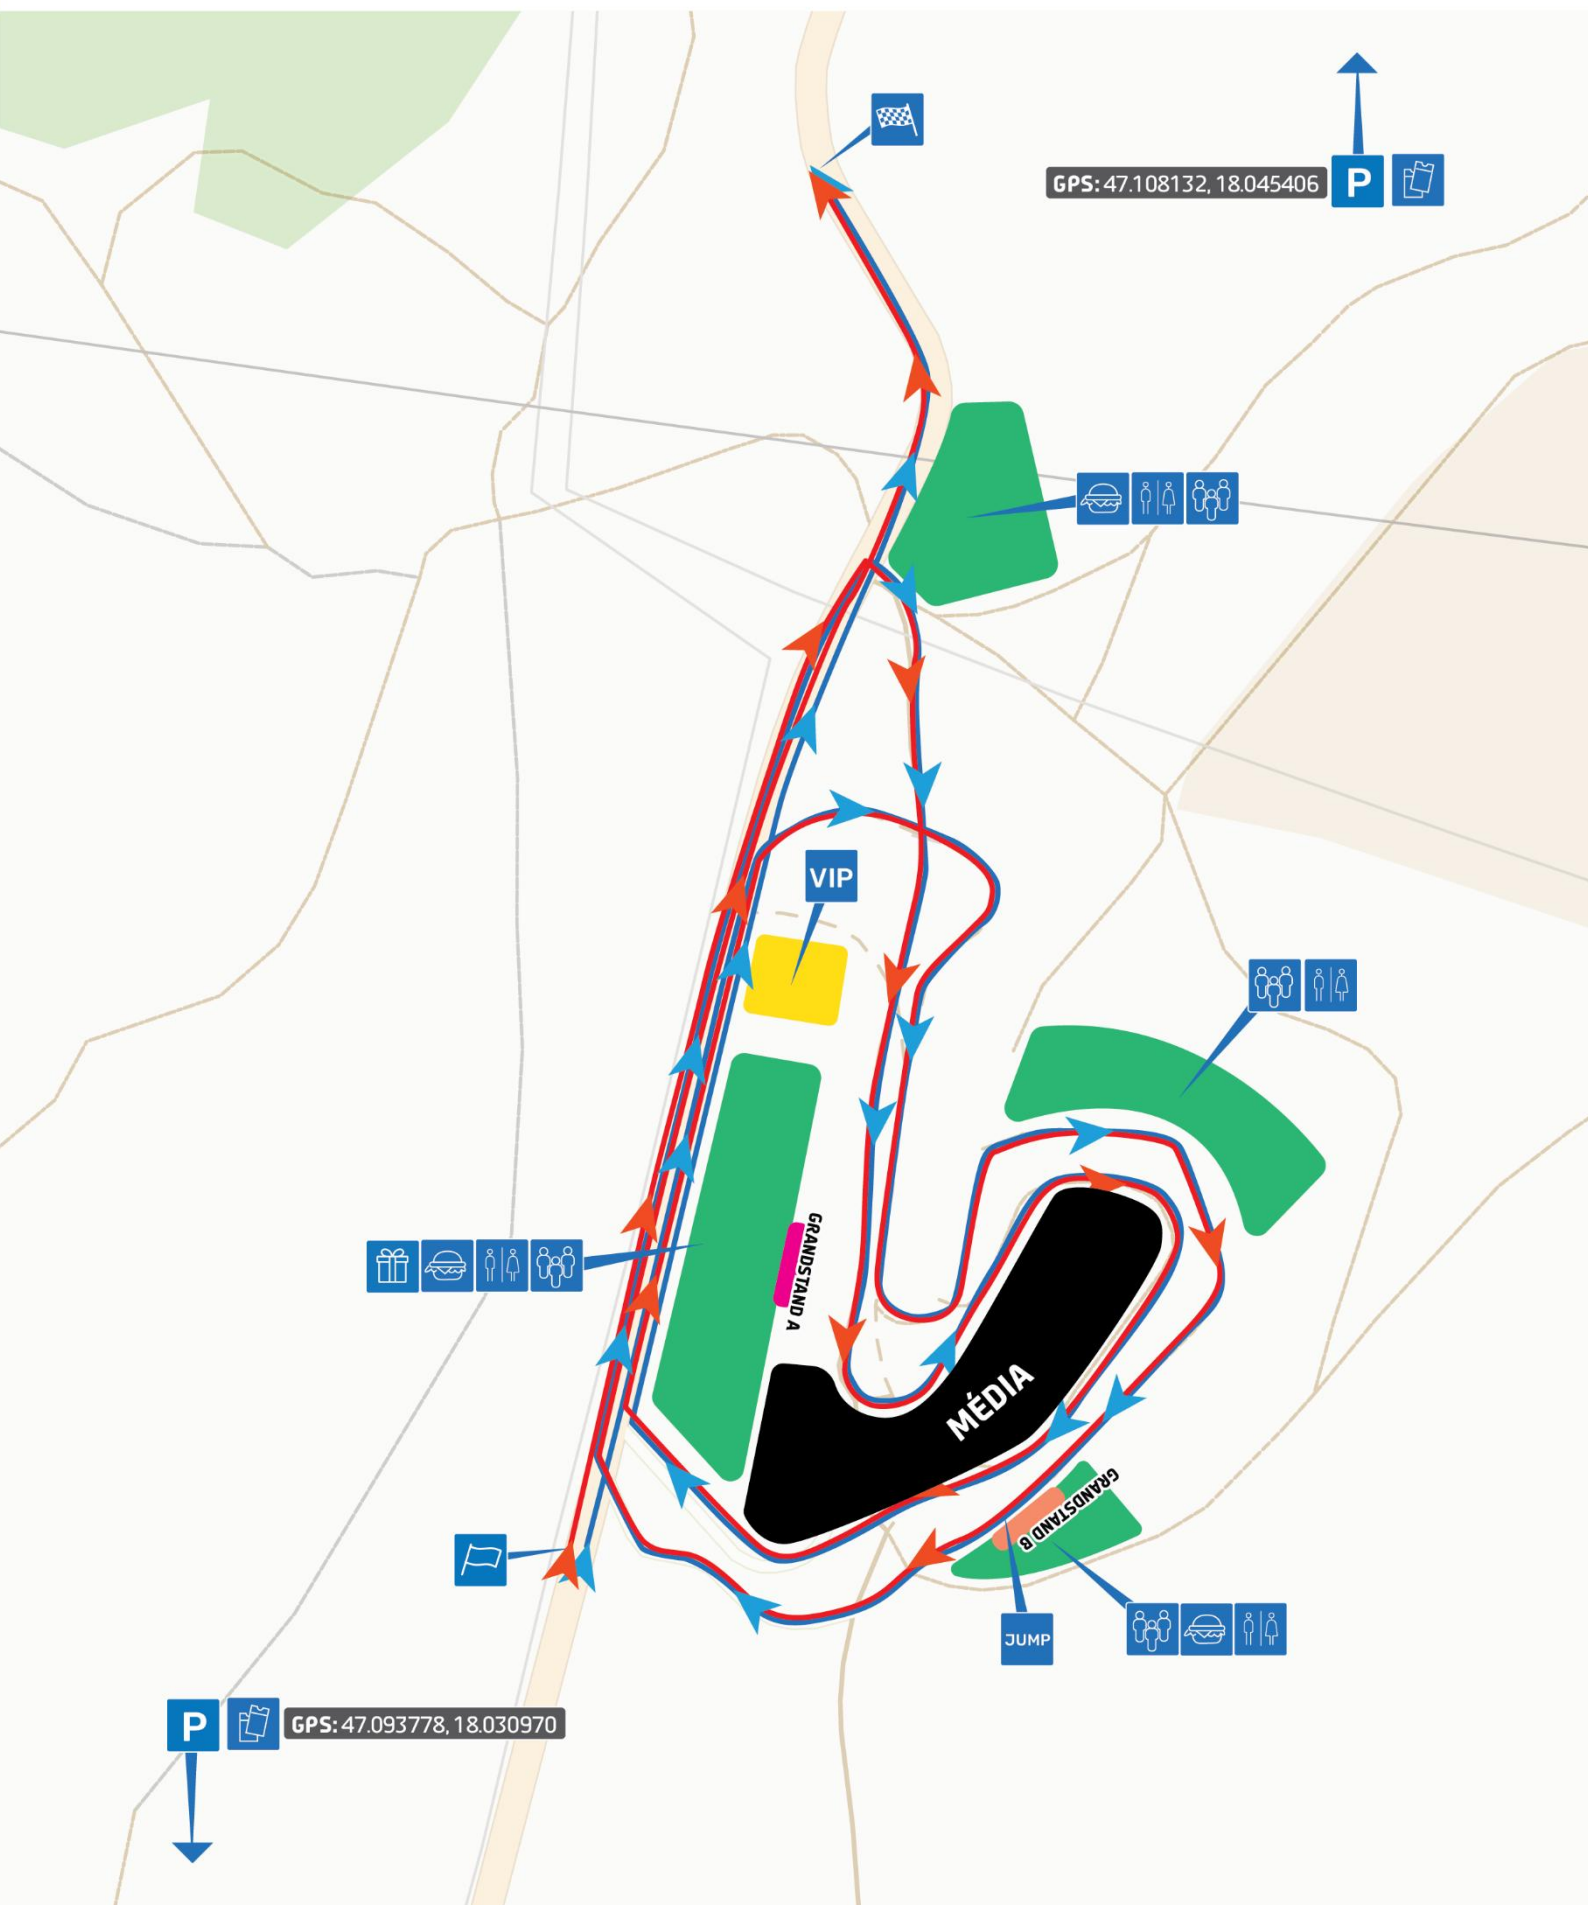 GPS: 47.108132, 18.045406
P
VIP
GRANDSTAND A
MÉDIA
GRANDSTAND B
JUMP
P
GPS: 47.093778, 18.030970